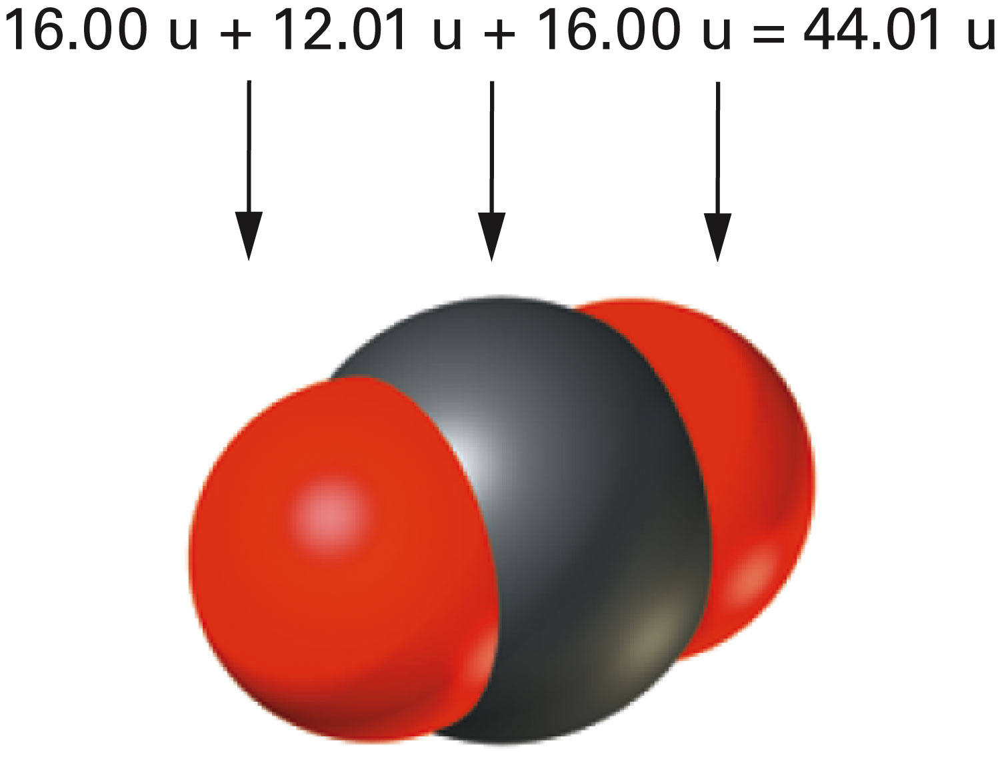 16.00 u + 12.01 u + 16.00 u = 44.01 u